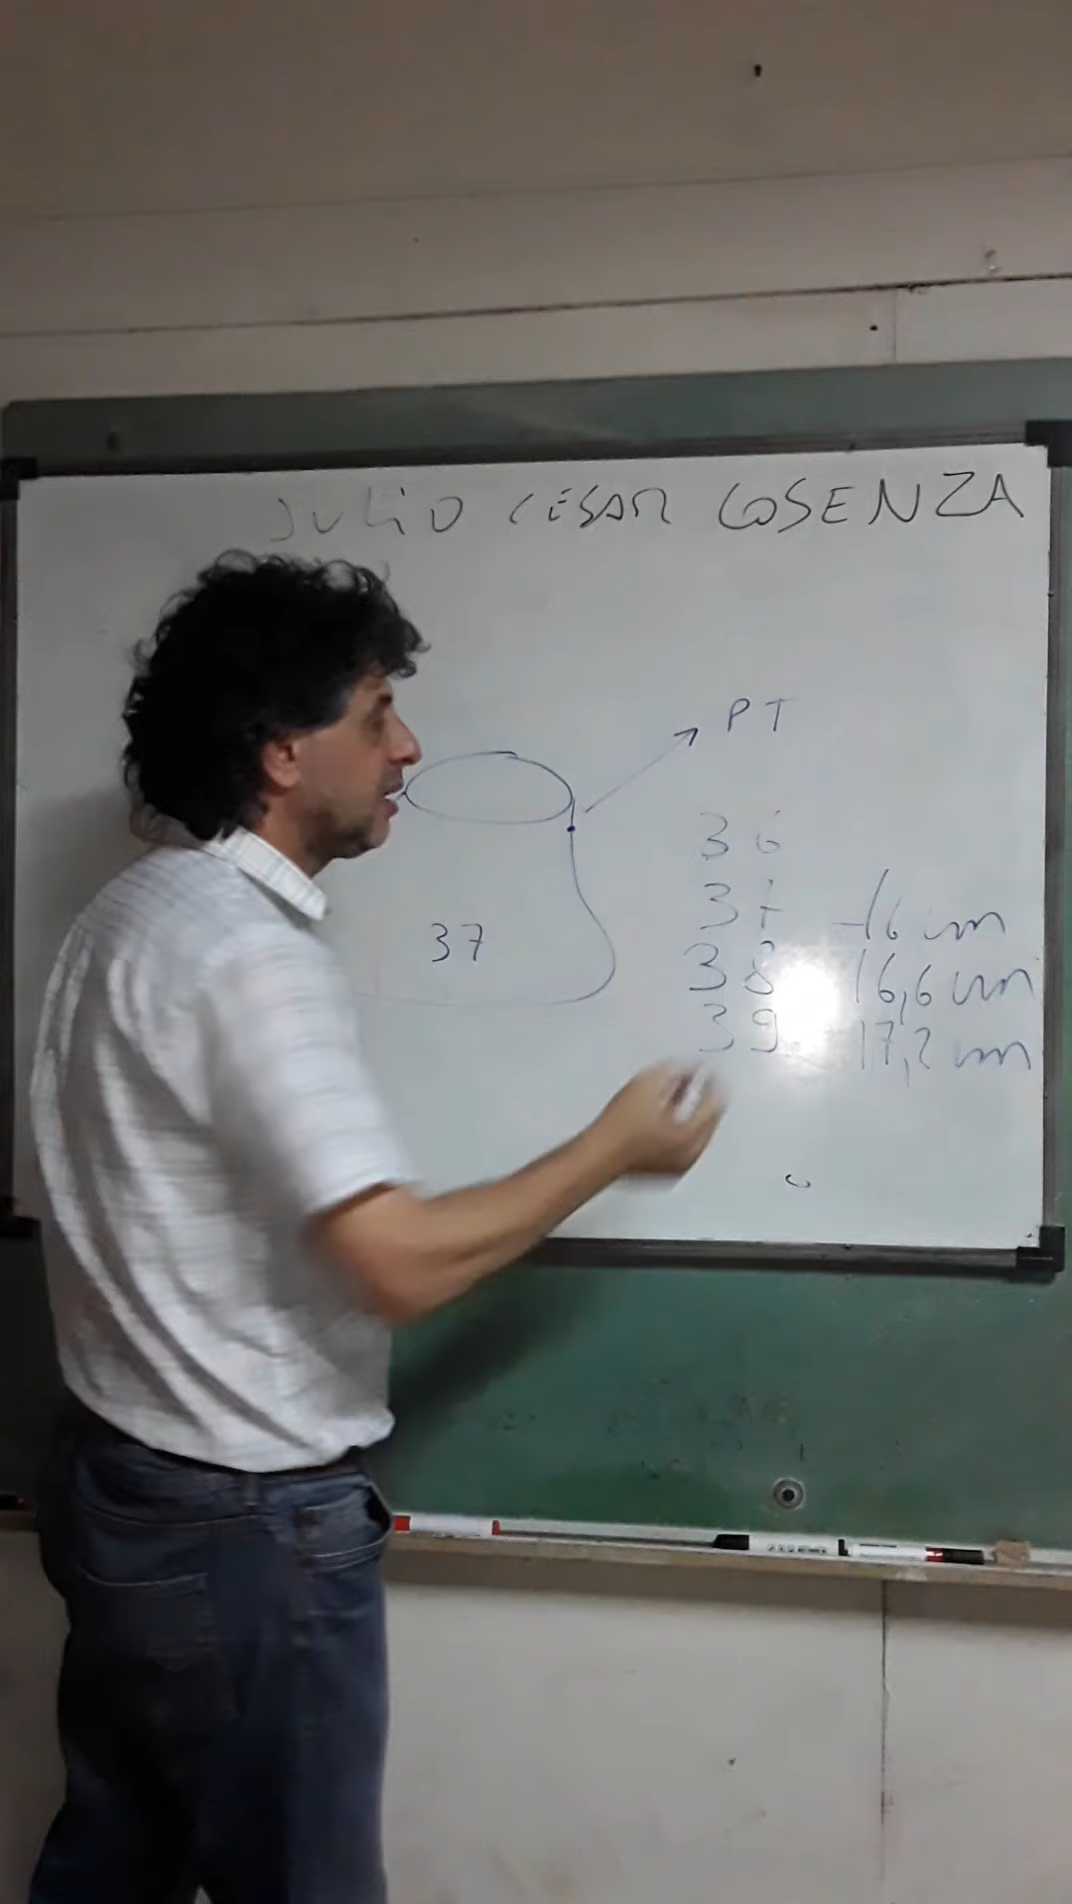 JULIO CESAR COSENZA
PT
36
37 - 16 cm
37
38 16,6 cm
39 17,2 cm